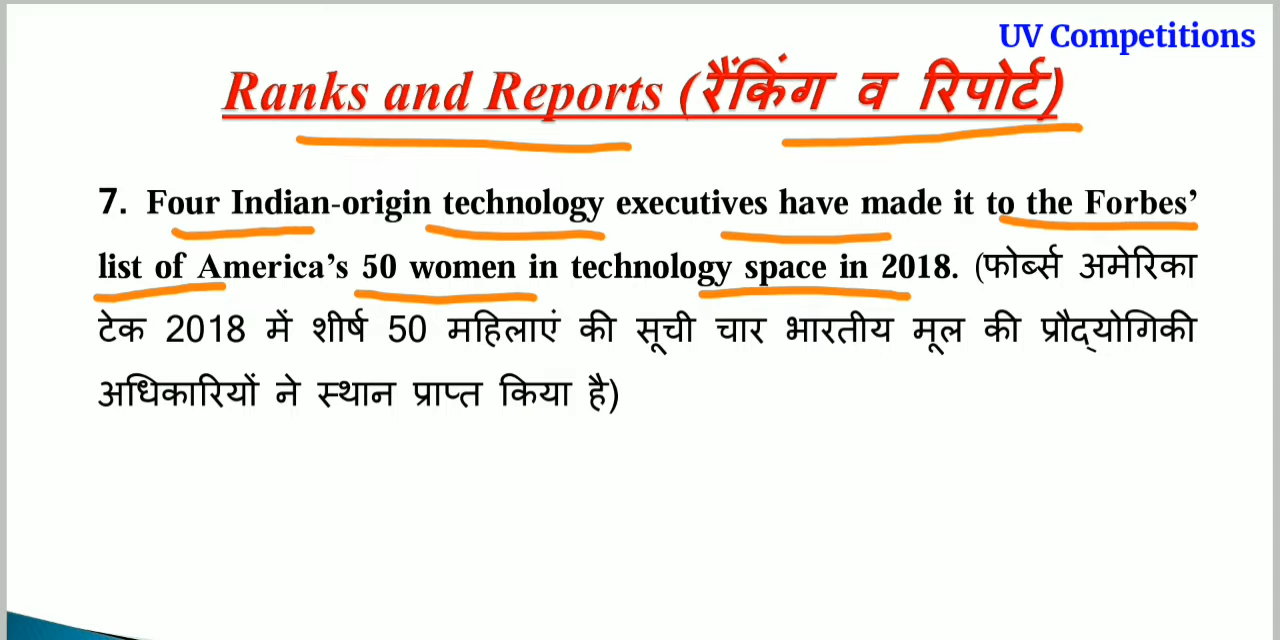 UV Competitions
Ranks and Reports (रैंकिंग व रिपोर्ट)
7. Four Indian-origin technology executives have made it to the Forbes’
list of America’s 50 women in technology space in 2018. (फोर्ब्स अमेरिका
टेक 2018 में शीर्ष 50 महिलाएं की सूची चार भारतीय मूल की प्रौद्योगिकी
अधिकारियों ने स्थान प्राप्त किया है)